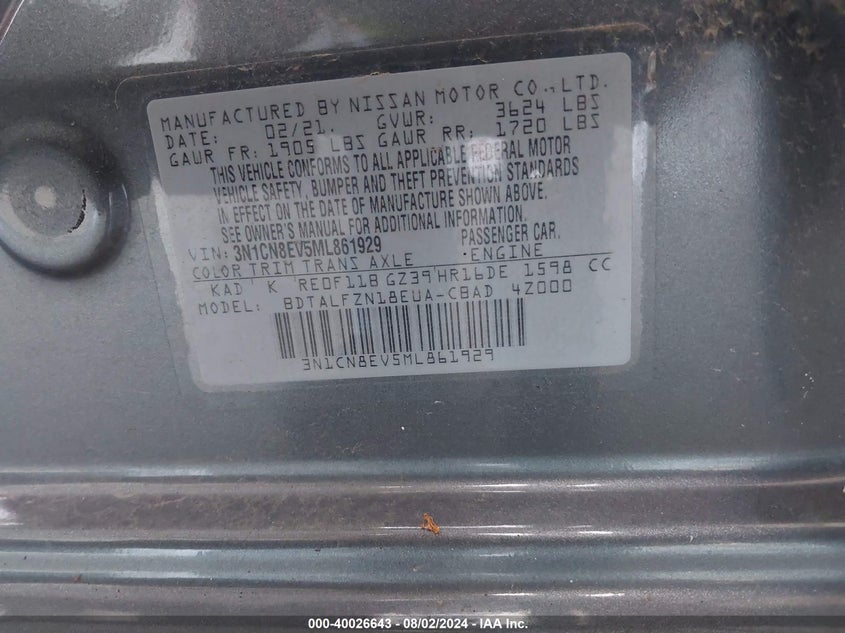 MANUFACTURED BY NISSAN MOTOR CO., LTD.
DATE: 02/21. GVWR: 3624 LBS
GAWR FR: 1905 LBS GAWR RR: 1720 LBS
THIS VEHICLE CONFORMS TO ALL APPLICABLE FEDERAL MOTOR
VEHICLE SAFETY, BUMPER AND THEFT PREVENTION STANDARDS
IN EFFECT ON THE DATE OF MANUFACTURE SHOWN ABOVE.
SEE OWNER'S MANUAL FOR ADDITIONAL INFORMATION.
VIN: 3N1CN8EV5ML861929 PASSENGER CAR.
COLOR TRIM TRANS AXLE ENGINE
KAD K RE0F11B GZ39 HR16DE 1598 CC
MODEL: BDTALFZN18EUA-CBAD 4Z000
3N1CN8EV5ML861929
000-40026643 - 08/02/2024 - IAA Inc.